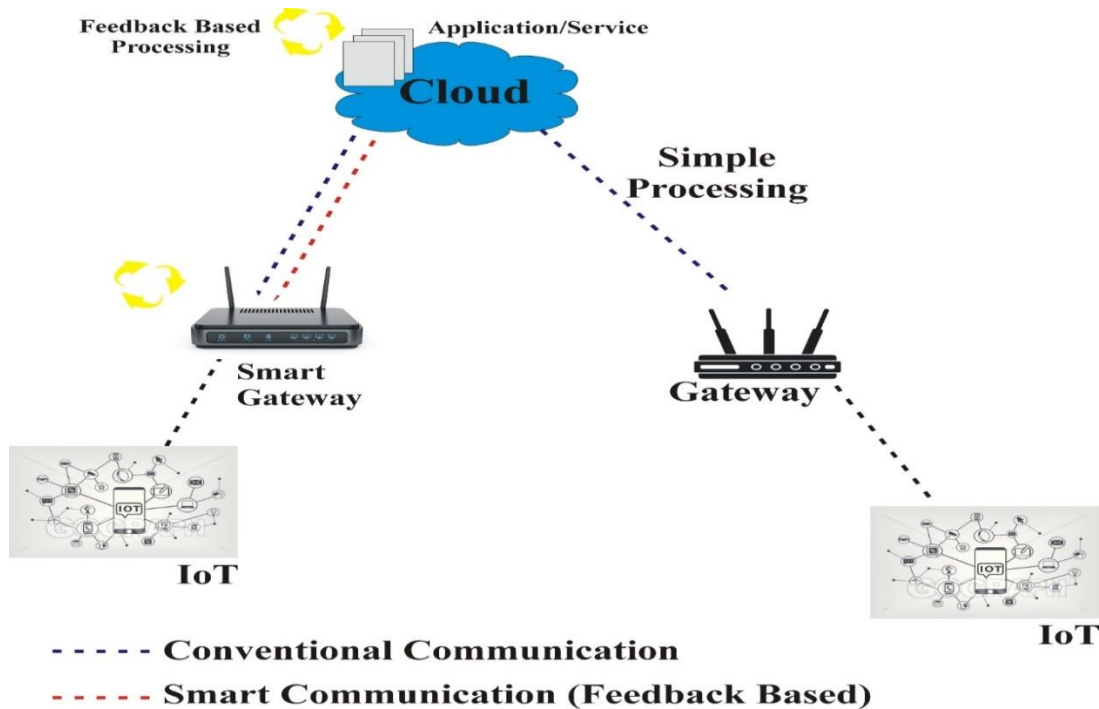 Feedback Based
Processing
Application/Service
Cloud
Simple
Processing
Smart
Gateway
Gateway
IOT
IoT
IOT
IoT
Conventional Communication
Smart Communication (Feedback Based)